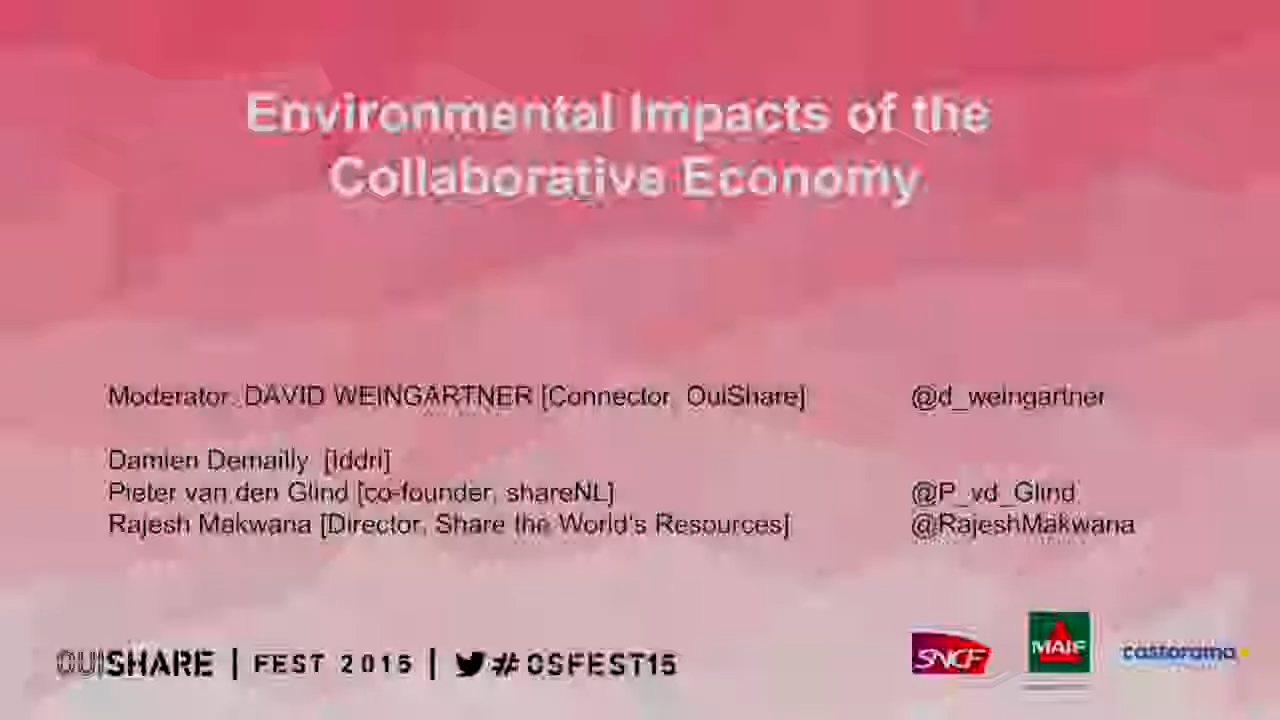 Environmental Impacts of the
Collaborative Economy
Moderator: DAVID WEINGARTNER [Connector, OuiShare] @d_weingartner
Damien Demailly [Iddri]
Pieter van den Glind [co-founder, shareNL] @P_vd_Glind
Rajesh Makwana [Director, Share the World's Resources] @RajeshMakwana
OUISHARE | FEST 2015 | # OSFEST15
SNCF
MAIF
castorama